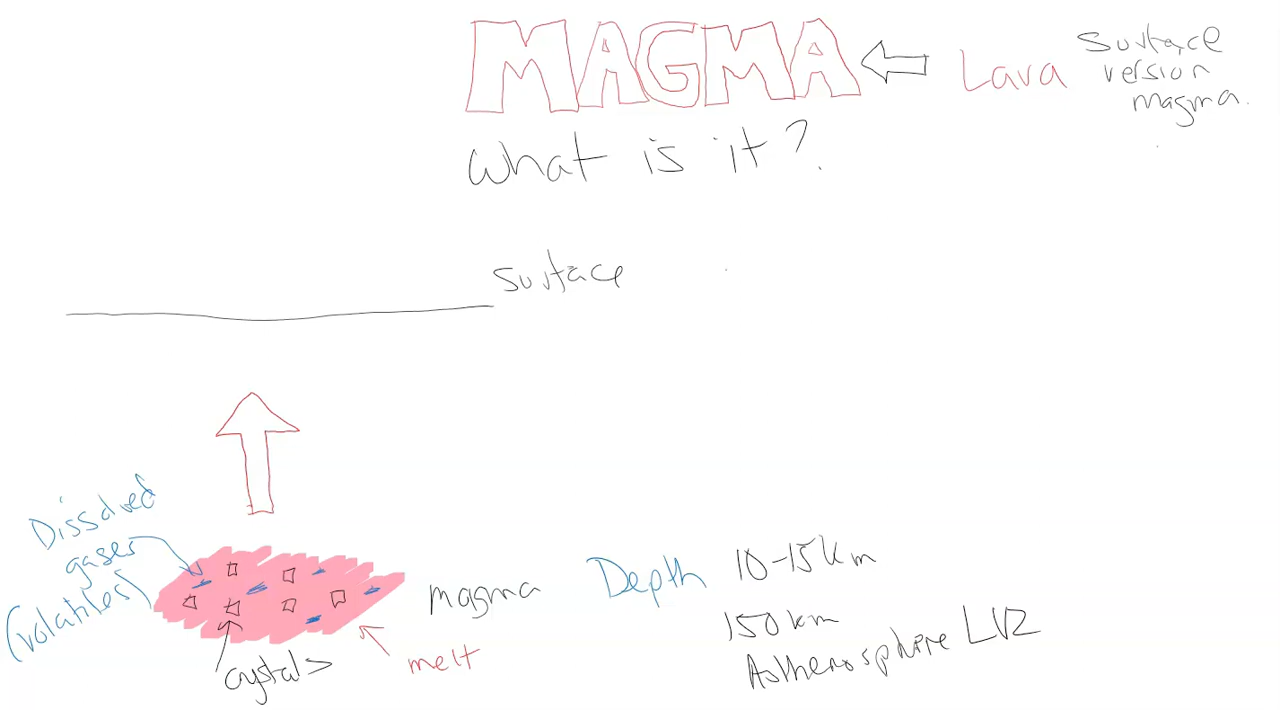 MAGMA
Lava
surface
version
magma.
what is it?
surface
Dissolved
gases
(volatiles)
magma
crystals
melt
Depth
10-15km
150km
Asthenosphere LVZ